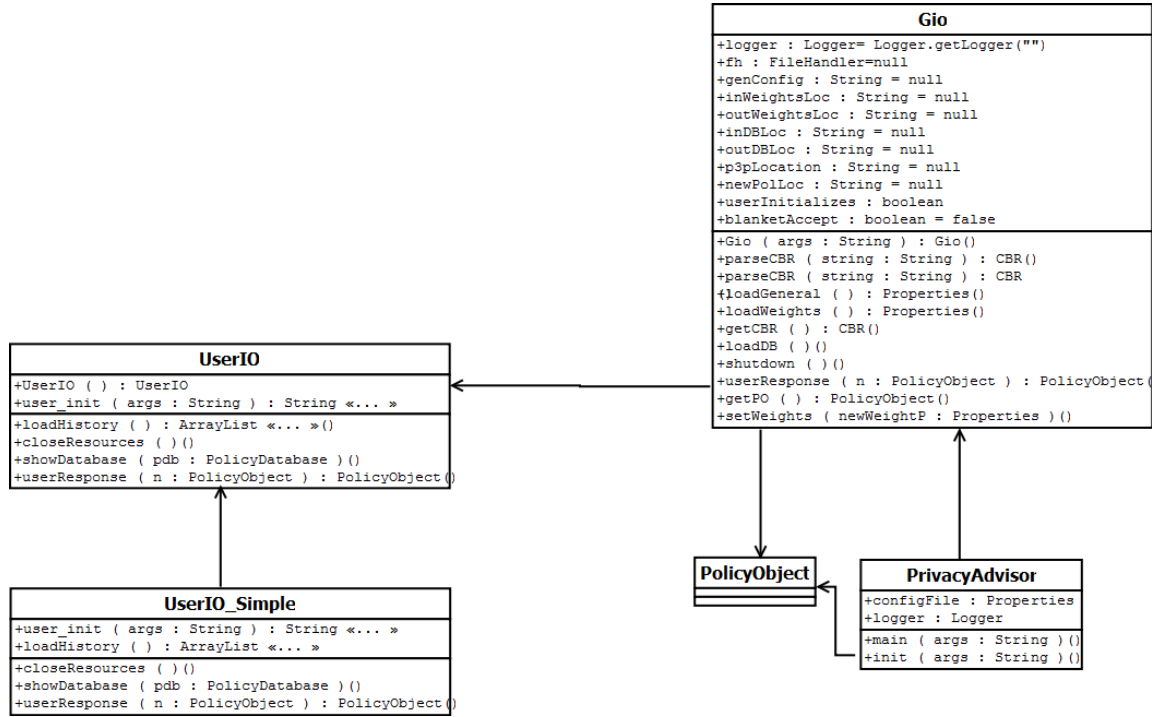 Gio
+logger : Logger= Logger.getLogger("")
+fh : FileHandler=null
+genConfig : String = null
+inWeightsLoc : String = null
+outWeightsLoc : String = null
+inDBLoc : String = null
+outDBLoc : String = null
+p3pLocation : String = null
+newPolLoc : String = null
+userInitializes : boolean
+blanketAccept : boolean = false
+Gio ( args : String ) : Gio()
+parseCBR ( string : String ) : CBR()
+parseCBR ( string : String ) : CBR
+loadGeneral ( ) : Properties()
+loadWeights ( ) : Properties()
+getCBR ( ) : CBR()
+loadDB ( )()
+shutdown ( )()
+userResponse ( n : PolicyObject ) : PolicyObject(
+getPO ( ) : PolicyObject()
+setWeights ( newWeightP : Properties )()
UserIO
+UserIO ( ) : UserIO
+user_init ( args : String ) : String «... »
+loadHistory ( ) : ArrayList «... »()
+closeResources ( )()
+showDatabase ( pdb : PolicyDatabase )()
+userResponse ( n : PolicyObject ) : PolicyObject()
PolicyObject
PrivacyAdvisor
+configFile : Properties
+logger : Logger
+main ( args : String )()
+init ( args : String )()
UserIO_Simple
+user_init ( args : String ) : String «... »
+loadHistory ( ) : ArrayList «... »
+closeResources ( )()
+showDatabase ( pdb : PolicyDatabase )()
+userResponse ( n : PolicyObject ) : PolicyObject()